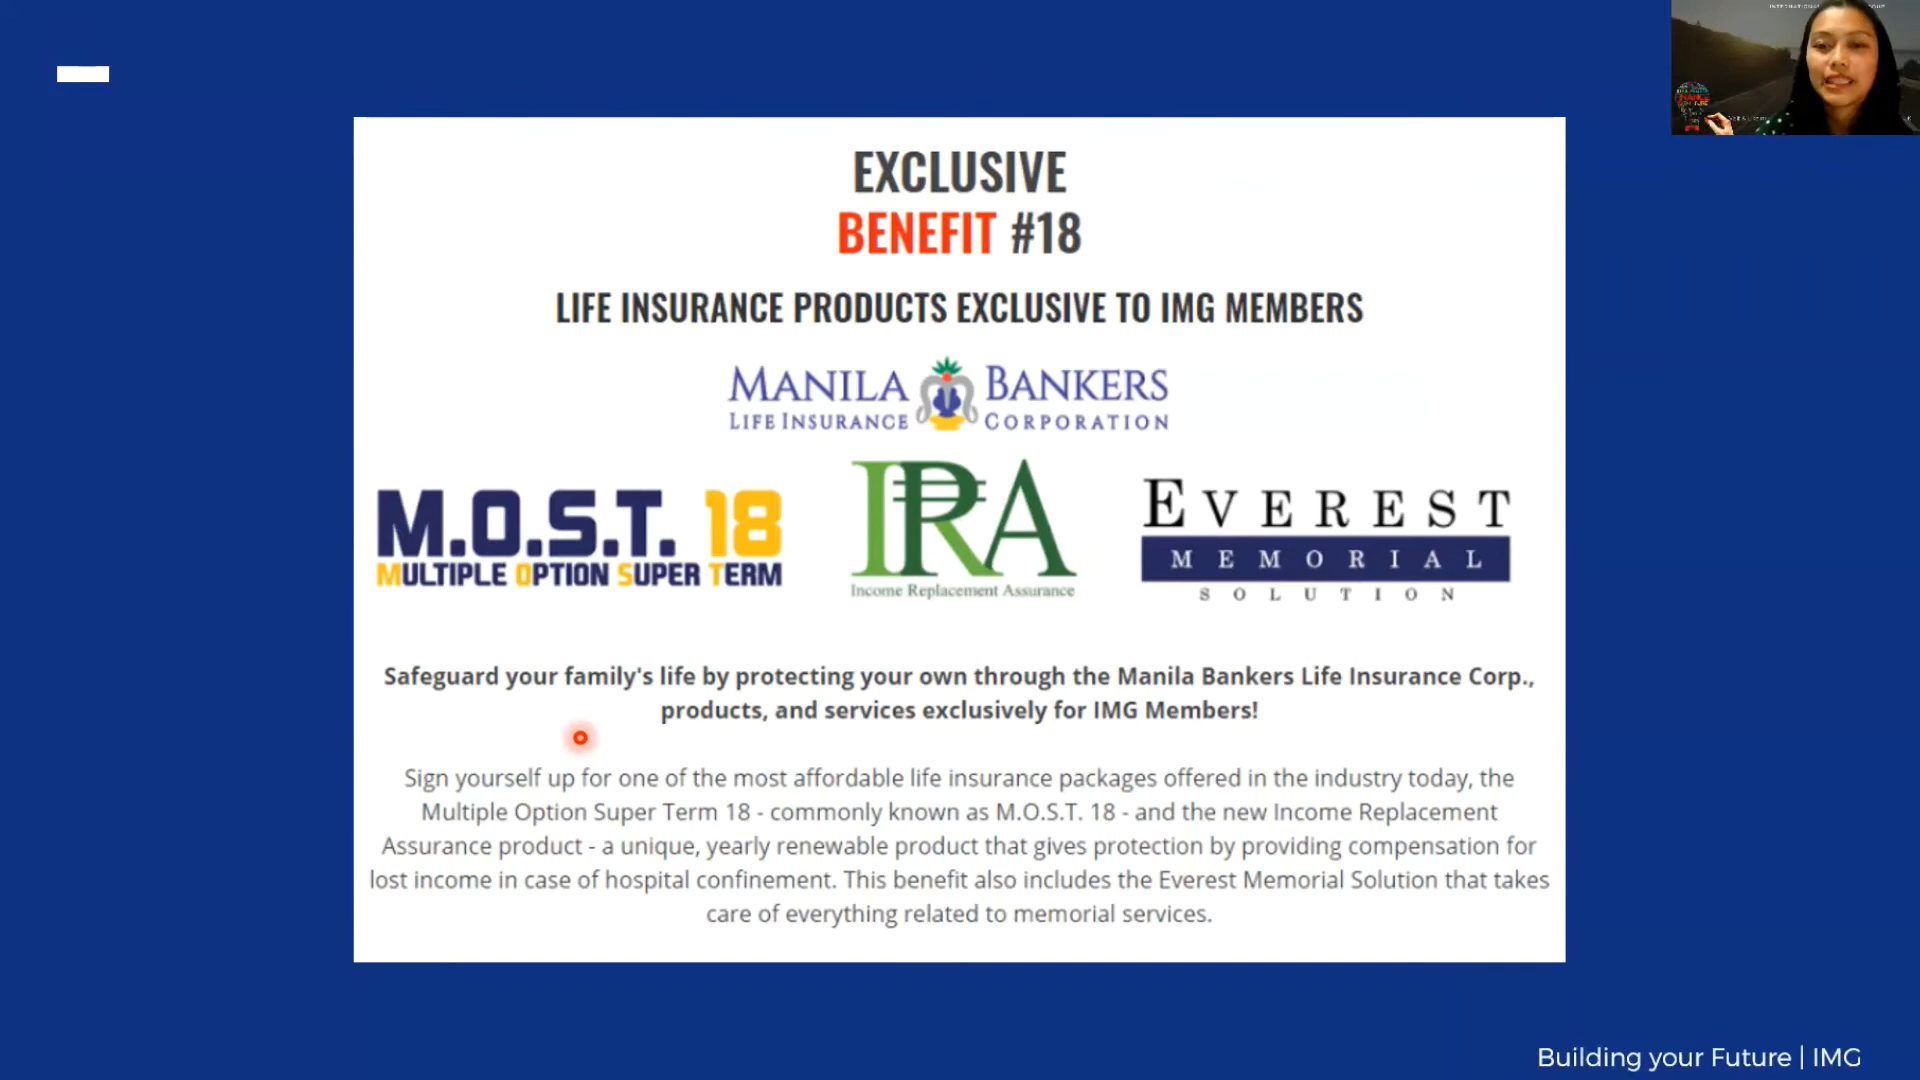 EXCLUSIVE
BENEFIT #18
LIFE INSURANCE PRODUCTS EXCLUSIVE TO IMG MEMBERS
MANILA BANKERS
LIFE INSURANCE CORPORATION
M.O.S.T. 18
MULTIPLE OPTION SUPER TERM
IRA
Income Replacement Assurance
EVEREST
MEMORIAL
SOLUTION
Safeguard your family's life by protecting your own through the Manila Bankers Life Insurance Corp.,
products, and services exclusively for IMG Members!
Sign yourself up for one of the most affordable life insurance packages offered in the industry today, the
Multiple Option Super Term 18 - commonly known as M.O.S.T. 18 - and the new Income Replacement
Assurance product - a unique, yearly renewable product that gives protection by providing compensation for
lost income in case of hospital confinement. This benefit also includes the Everest Memorial Solution that takes
care of everything related to memorial services.
Building your Future | IMG